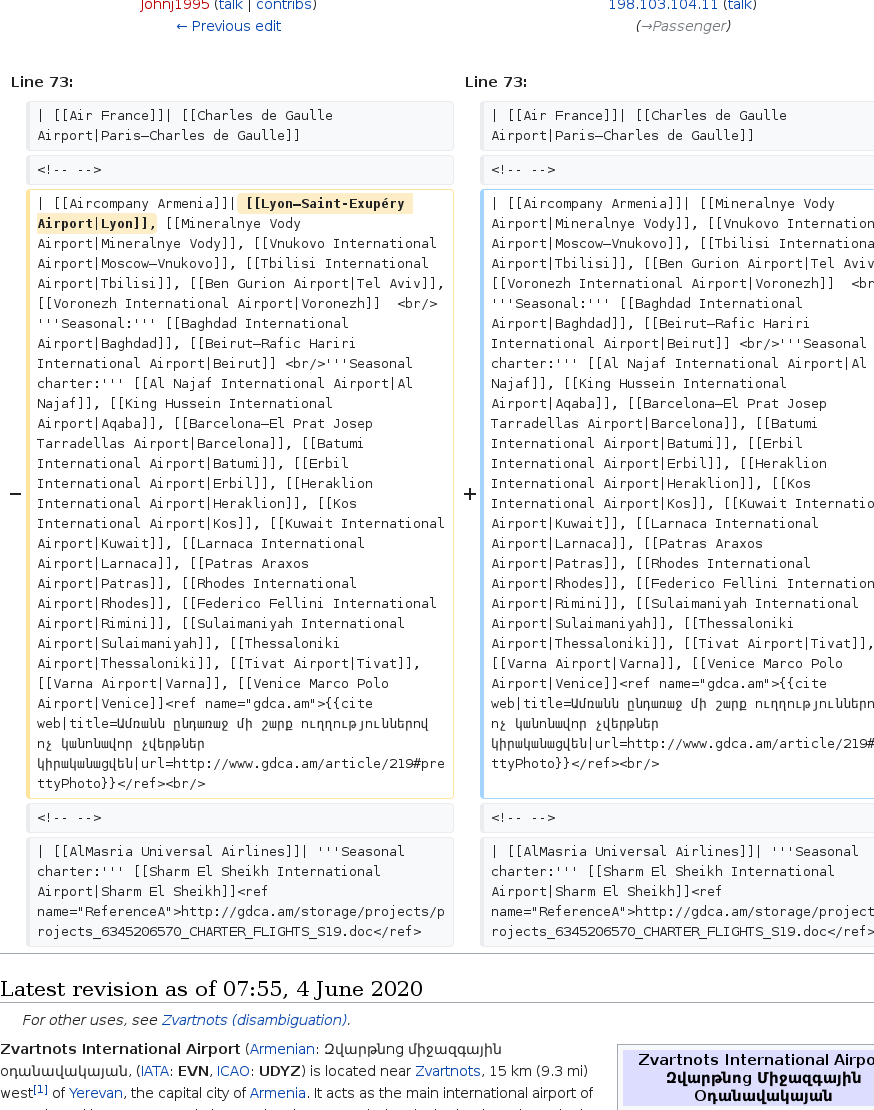 Johnj1995 (talk | contribs)
← Previous edit
198.103.104.11 (talk)
(→Passenger)
Line 73:
Line 73:
| [[Air France]]| [[Charles de Gaulle
Airport|Paris–Charles de Gaulle]]
<!-- -->
− | [[Aircompany Armenia]]| [[Lyon–Saint-Exupéry
Airport|Lyon]], [[Mineralnye Vody
Airport|Mineralnye Vody]], [[Vnukovo International
Airport|Moscow–Vnukovo]], [[Tbilisi International
Airport|Tbilisi]], [[Ben Gurion Airport|Tel Aviv]],
[[Voronezh International Airport|Voronezh]]  <br/>
'''Seasonal:''' [[Baghdad International
Airport|Baghdad]], [[Beirut–Rafic Hariri
International Airport|Beirut]] <br/>'''Seasonal
charter:''' [[Al Najaf International Airport|Al
Najaf]], [[King Hussein International
Airport|Aqaba]], [[Barcelona–El Prat Josep
Tarradellas Airport|Barcelona]], [[Batumi
International Airport|Batumi]], [[Erbil
International Airport|Erbil]], [[Heraklion
International Airport|Heraklion]], [[Kos
International Airport|Kos]], [[Kuwait International
Airport|Kuwait]], [[Larnaca International
Airport|Larnaca]], [[Patras Araxos
Airport|Patras]], [[Rhodes International
Airport|Rhodes]], [[Federico Fellini International
Airport|Rimini]], [[Sulaimaniyah International
Airport|Sulaimaniyah]], [[Thessaloniki
Airport|Thessaloniki]], [[Tivat Airport|Tivat]],
[[Varna Airport|Varna]], [[Venice Marco Polo
Airport|Venice]]<ref name="gdca.am">{{cite
web|title=Ամռանն ընդառաջ մի շարք ուղղություններով
ոչ կանոնավոր չվերթներ
կիրականացվեն|url=http://www.gdca.am/article/219#pre
ttyPhoto}}</ref><br/>
<!-- -->
| [[AlMasria Universal Airlines]]| '''Seasonal
charter:''' [[Sharm El Sheikh International
Airport|Sharm El Sheikh]]<ref
name="ReferenceA">http://gdca.am/storage/projects/p
rojects_6345206570_CHARTER_FLIGHTS_S19.doc</ref>
| [[Air France]]| [[Charles de Gaulle
Airport|Paris–Charles de Gaulle]]
<!-- -->
+ | [[Aircompany Armenia]]| [[Mineralnye Vody
Airport|Mineralnye Vody]], [[Vnukovo Internation
Airport|Moscow–Vnukovo]], [[Tbilisi Internationa
Airport|Tbilisi]], [[Ben Gurion Airport|Tel Aviv
[[Voronezh International Airport|Voronezh]]  <br
'''Seasonal:''' [[Baghdad International
Airport|Baghdad]], [[Beirut–Rafic Hariri
International Airport|Beirut]] <br/>'''Seasonal
charter:''' [[Al Najaf International Airport|Al
Najaf]], [[King Hussein International
Airport|Aqaba]], [[Barcelona–El Prat Josep
Tarradellas Airport|Barcelona]], [[Batumi
International Airport|Batumi]], [[Erbil
International Airport|Erbil]], [[Heraklion
International Airport|Heraklion]], [[Kos
International Airport|Kos]], [[Kuwait Internatio
Airport|Kuwait]], [[Larnaca International
Airport|Larnaca]], [[Patras Araxos
Airport|Patras]], [[Rhodes International
Airport|Rhodes]], [[Federico Fellini Internation
Airport|Rimini]], [[Sulaimaniyah International
Airport|Sulaimaniyah]], [[Thessaloniki
Airport|Thessaloniki]], [[Tivat Airport|Tivat]],
[[Varna Airport|Varna]], [[Venice Marco Polo
Airport|Venice]]<ref name="gdca.am">{{cite
web|title=Ամռանն ընդառաջ մի շարք ուղղություններո
ոչ կանոնավոր չվերթներ
կիրականացվեն|url=http://www.gdca.am/article/219#
ttyPhoto}}</ref><br/>
<!-- -->
| [[AlMasria Universal Airlines]]| '''Seasonal
charter:''' [[Sharm El Sheikh International
Airport|Sharm El Sheikh]]<ref
name="ReferenceA">http://gdca.am/storage/project
rojects_6345206570_CHARTER_FLIGHTS_S19.doc</ref>
Latest revision as of 07:55, 4 June 2020
For other uses, see Zvartnots (disambiguation).
Zvartnots International Airport (Armenian: Զվարթնոց միջազգային
օդանավակայան, (IATA: EVN, ICAO: UDYZ) is located near Zvartnots, 15 km (9.3 mi)
west[1] of Yerevan, the capital city of Armenia. It acts as the main international airport of
Zvartnots International Airpo
Զվարթնոց Միջազգային
Օդանավակայան